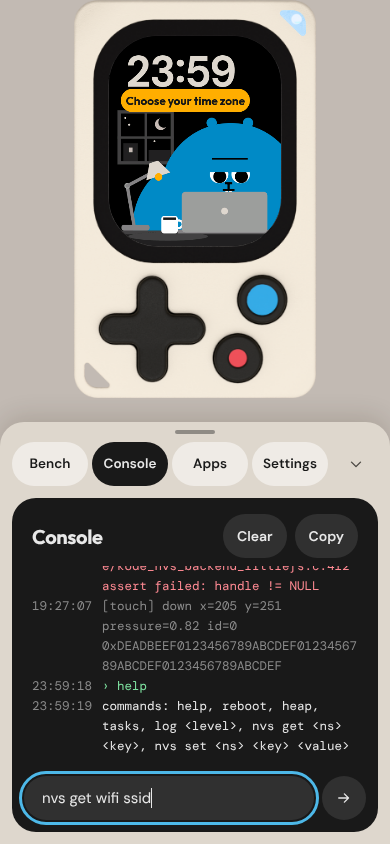 23:59
Choose your time zone
Bench
Console
Apps
Settings
Console
Clear
Copy
e/kode_nvs_backend_littlefs.c:412
assert failed: handle != NULL
19:27:07 [touch] down x=205 y=251
pressure=0.82 id=0
0xDEADBEEF0123456789ABCDEF01234567
89ABCDEF0123456789ABCDEF
23:59:18 › help
23:59:19 commands: help, reboot, heap,
tasks, log <level>, nvs get <ns>
<key>, nvs set <ns> <key> <value>
nvs get wifi ssid